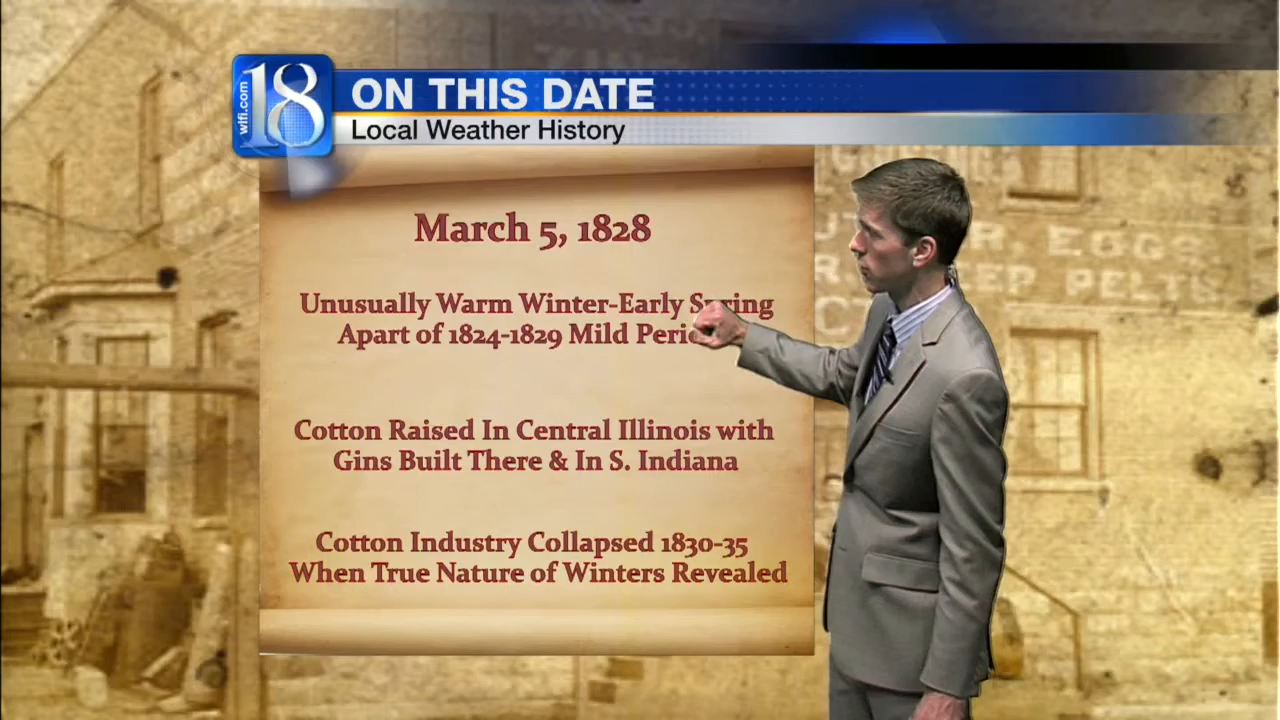 wlfi.com
18
ON THIS DATE
Local Weather History
March 5, 1828
Unusually Warm Winter-Early Spring
Apart of 1824-1829 Mild
Cotton Raised In Central Illinois with
Gins Built There & In S. Indiana
Cotton Industry Collapsed 1830-35
When True Nature of Winters Revealed
R. EGGS
PELTS